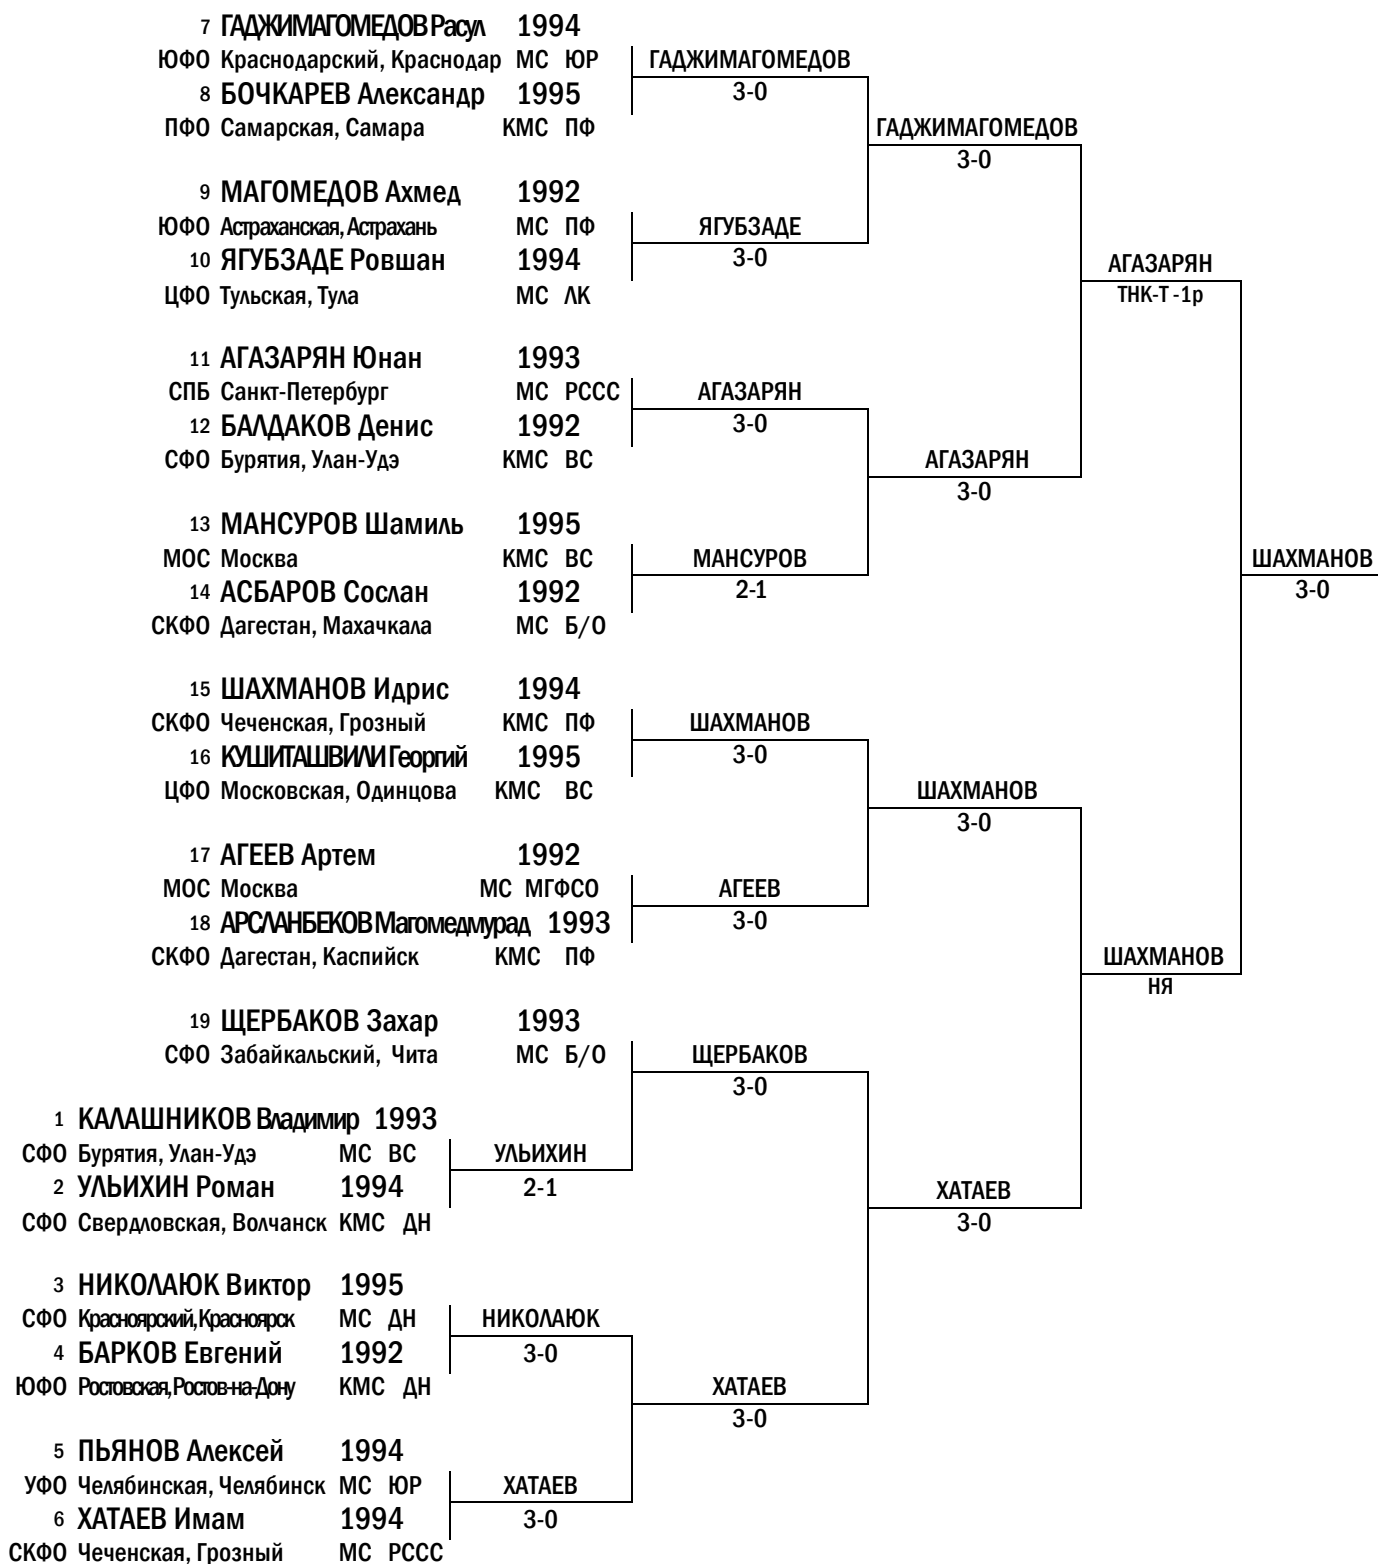 7 ГАДЖИМАГОМЕДОВ Расул 1994
ЮФО Краснодарский, Краснодар МС ЮР ГАДЖИМАГОМЕДОВ
8 БОЧКАРЕВ Александр 1995 3-0
ПФО Самарская, Самара КМС ПФ ГАДЖИМАГОМЕДОВ
3-0
9 МАГОМЕДОВ Ахмед 1992
ЮФО Астраханская, Астрахань МС ПФ ЯГУБЗАДЕ
10 ЯГУБЗАДЕ Ровшан 1994 3-0 АГАЗАРЯН
ЦФО Тульская, Тула МС ЛК ТНК-Т -1р
11 АГАЗАРЯН Юнан 1993
СПБ Санкт-Петербург МС РССС АГАЗАРЯН
12 БАЛДАКОВ Денис 1992 3-0
СФО Бурятия, Улан-Удэ КМС ВС АГАЗАРЯН
3-0
13 МАНСУРОВ Шамиль 1995
МОС Москва КМС ВС МАНСУРОВ ШАХМАНОВ
14 АСБАРОВ Сослан 1992 2-1 3-0
СКФО Дагестан, Махачкала МС Б/О
15 ШАХМАНОВ Идрис 1994
СКФО Чеченская, Грозный КМС ПФ ШАХМАНОВ
16 КУШИТАШВИЛИ Георгий 1995 3-0
ЦФО Московская, Одинцова КМС ВС ШАХМАНОВ
3-0
17 АГЕЕВ Артем 1992
МОС Москва МС МГФСО АГЕЕВ
18 АРСЛАНБЕКОВ Магомедмурад 1993 3-0
СКФО Дагестан, Каспийск КМС ПФ ШАХМАНОВ
НЯ
19 ЩЕРБАКОВ Захар 1993
СФО Забайкальский, Чита МС Б/О ЩЕРБАКОВ
3-0
1 КАЛАШНИКОВ Владимир 1993
СФО Бурятия, Улан-Удэ МС ВС УЛЬИХИН
2 УЛЬИХИН Роман 1994 2-1 ХАТАЕВ
СФО Свердловская, Волчанск КМС ДН 3-0
3 НИКОЛАЮК Виктор 1995
СФО Красноярский, Красноярск МС ДН НИКОЛАЮК
4 БАРКОВ Евгений 1992 3-0
ЮФО Ростовская, Ростов-на-Дону КМС ДН ХАТАЕВ
3-0
5 ПЬЯНОВ Алексей 1994
УФО Челябинская, Челябинск МС ЮР ХАТАЕВ
6 ХАТАЕВ Имам 1994 3-0
СКФО Чеченская, Грозный МС РССС